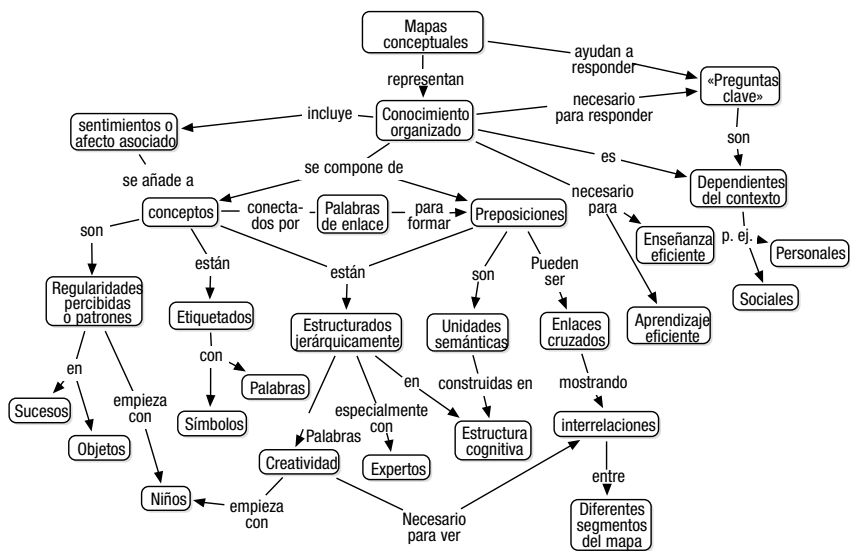 Mapas
conceptuales
ayudan a
responder
representan
«Preguntas
clave»
necesario
para responder
incluye
Conocimiento
organizado
sentimientos o
afecto asociado
son
es
se compone de
se añade a
Dependientes
del contexto
necesario
para
conceptos
conecta-
dos por
Palabras
de enlace
para
formar
Preposiciones
son
p. ej.
Enseñanza
eficiente
Personales
están
están
son
Pueden
ser
Regularidades
percibidas
o patrones
Sociales
Etiquetados
Estructurados
jerárquicamente
Unidades
semánticas
Enlaces
cruzados
Aprendizaje
eficiente
con
en
Palabras
en
construidas en
mostrando
empieza
con
Sucesos
especialmente
con
Símbolos
interrelaciones
Objetos
Palabras
Estructura
cognitiva
Creatividad
Expertos
entre
Niños
empieza
con
Necesario
para ver
Diferentes
segmentos
del mapa